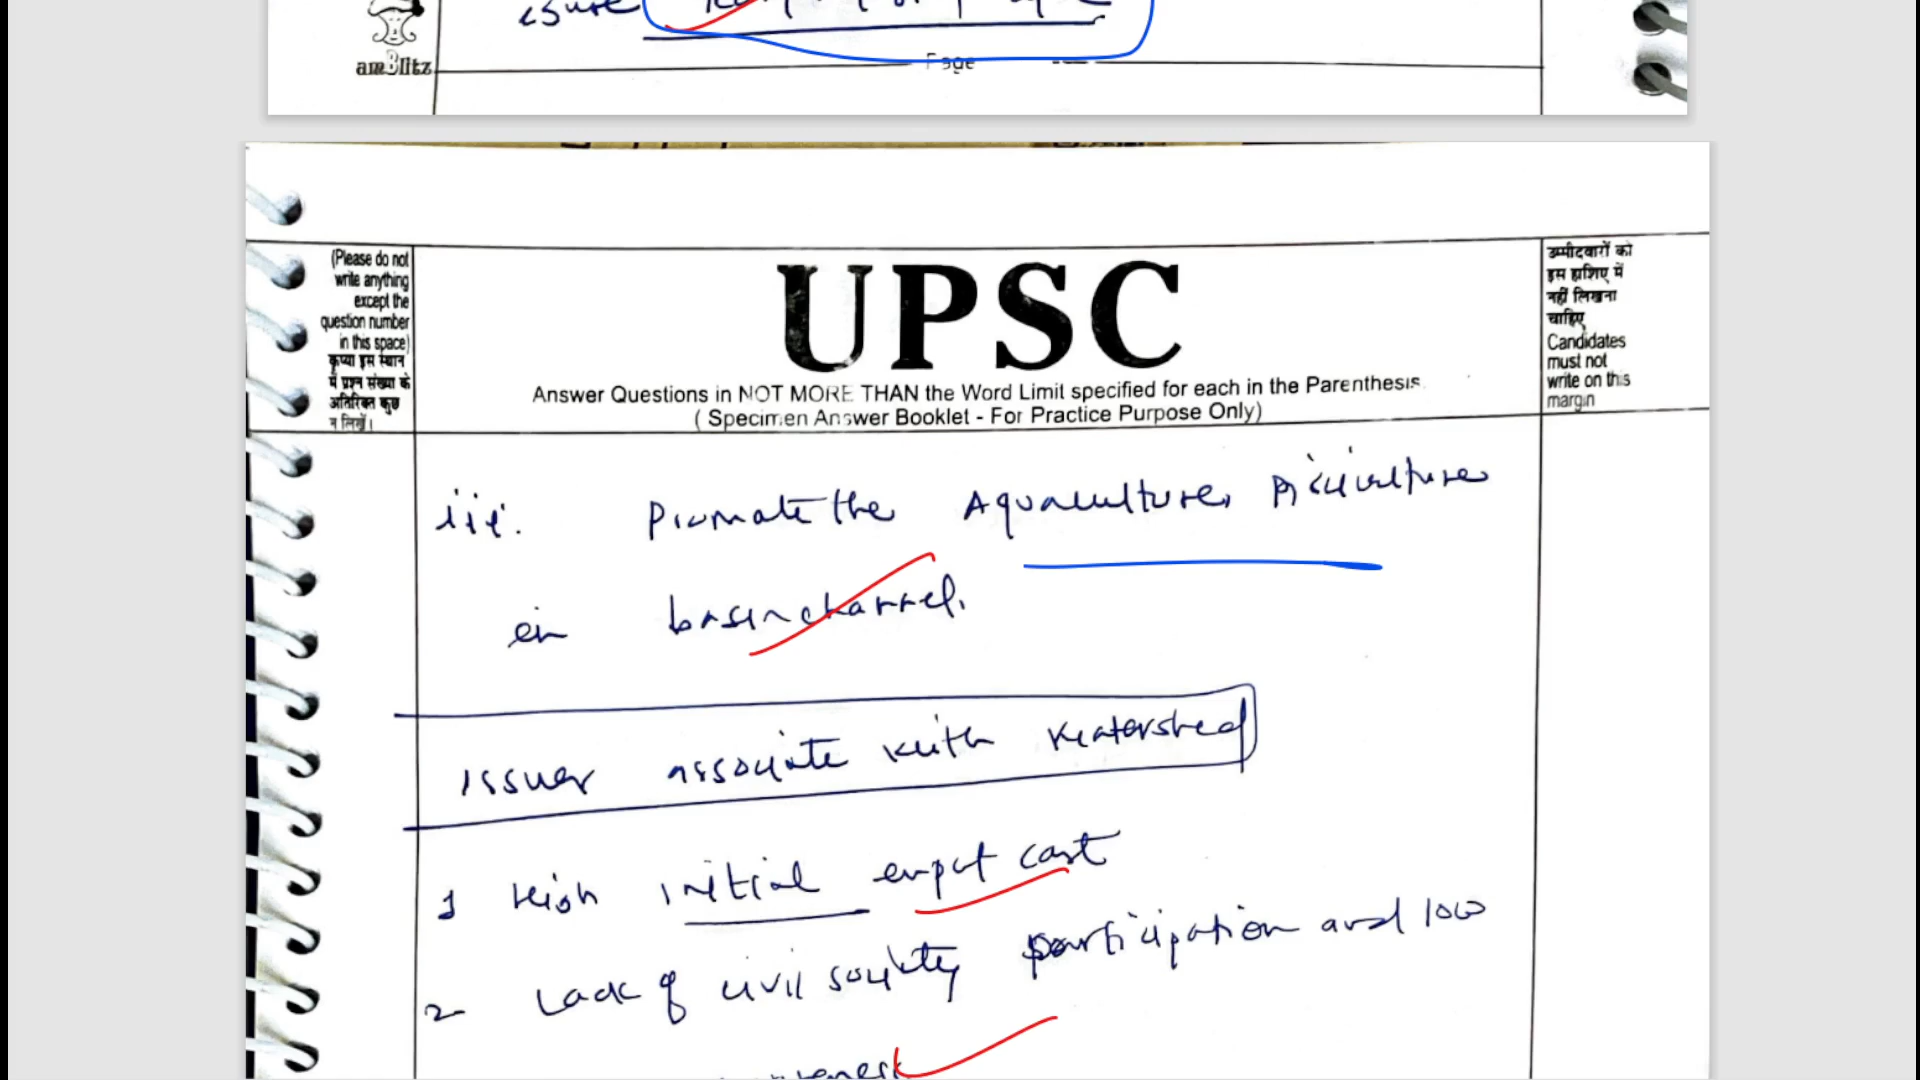 amBlitz
Page
(Please do not
write anything
except the
question number
in this space)
कृप्या इस स्थान
में प्रश्न संख्या के
अतिरिक्त कुछ
न लिखें।
UPSC
Answer Questions in NOT MORE THAN the Word Limit specified for each in the Parenthesis.
( Specimen Answer Booklet - For Practice Purpose Only)
उम्मीदवारों को
इस हाशिए में
नहीं लिखना
चाहिए
Candidates
must not
write on this
margin
iii. Promote the Aquaculture, Pisciculture
in basin channel.
Issues associate with Watershed
1 High initial input cost
2 Lack of civil society participation and low